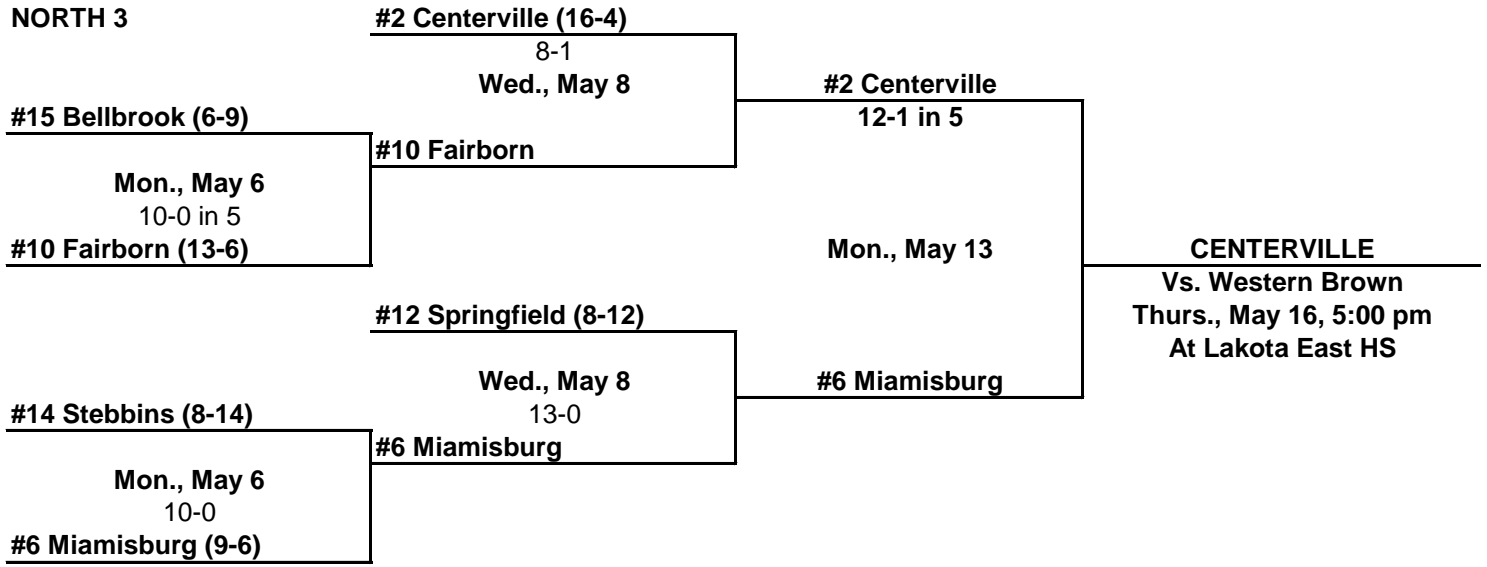 NORTH 3
#2 Centerville (16-4)
8-1
Wed., May 8
#2 Centerville
#15 Bellbrook (6-9)
12-1 in 5
#10 Fairborn
Mon., May 6
10-0 in 5
#10 Fairborn (13-6)
Mon., May 13
CENTERVILLE
Vs. Western Brown
#12 Springfield (8-12)
Thurs., May 16, 5:00 pm
At Lakota East HS
Wed., May 8
#6 Miamisburg
#14 Stebbins (8-14)
13-0
#6 Miamisburg
Mon., May 6
10-0
#6 Miamisburg (9-6)